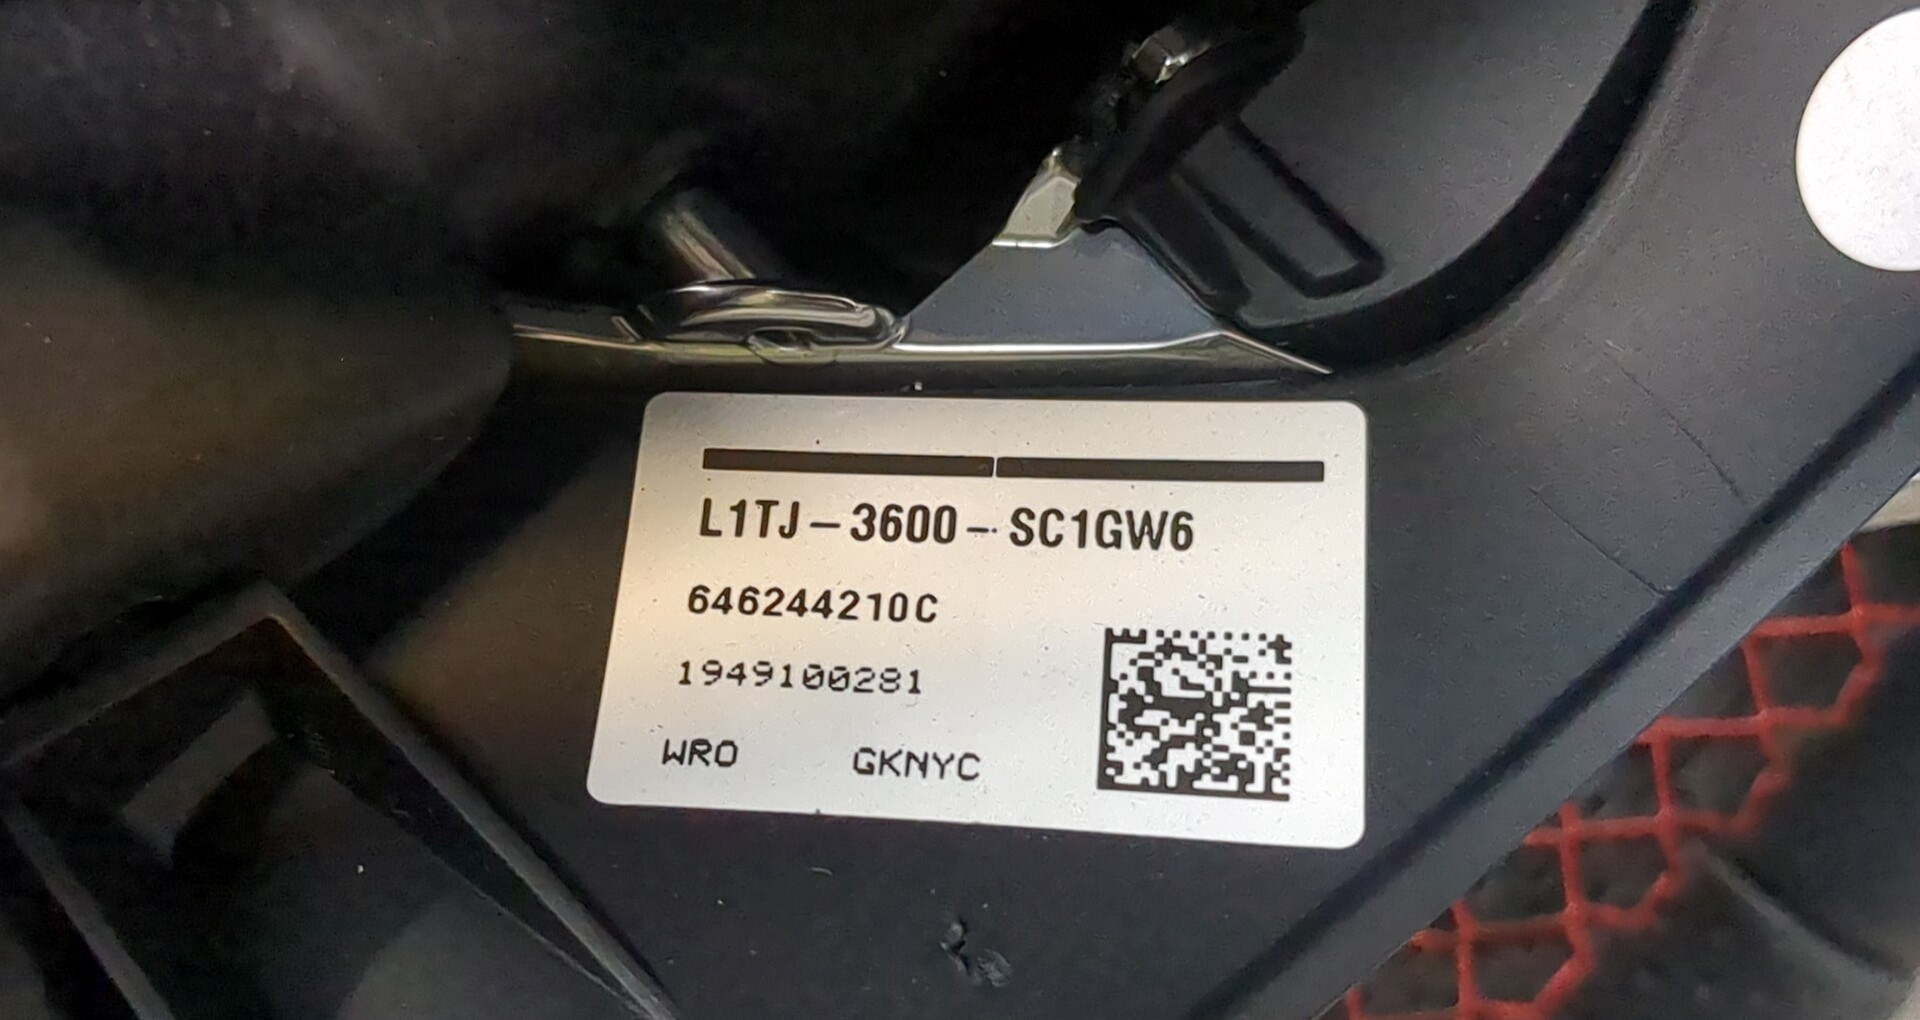 L1TJ-3600-SC1GW6
646244210C
1949100281
WRO GKNYC